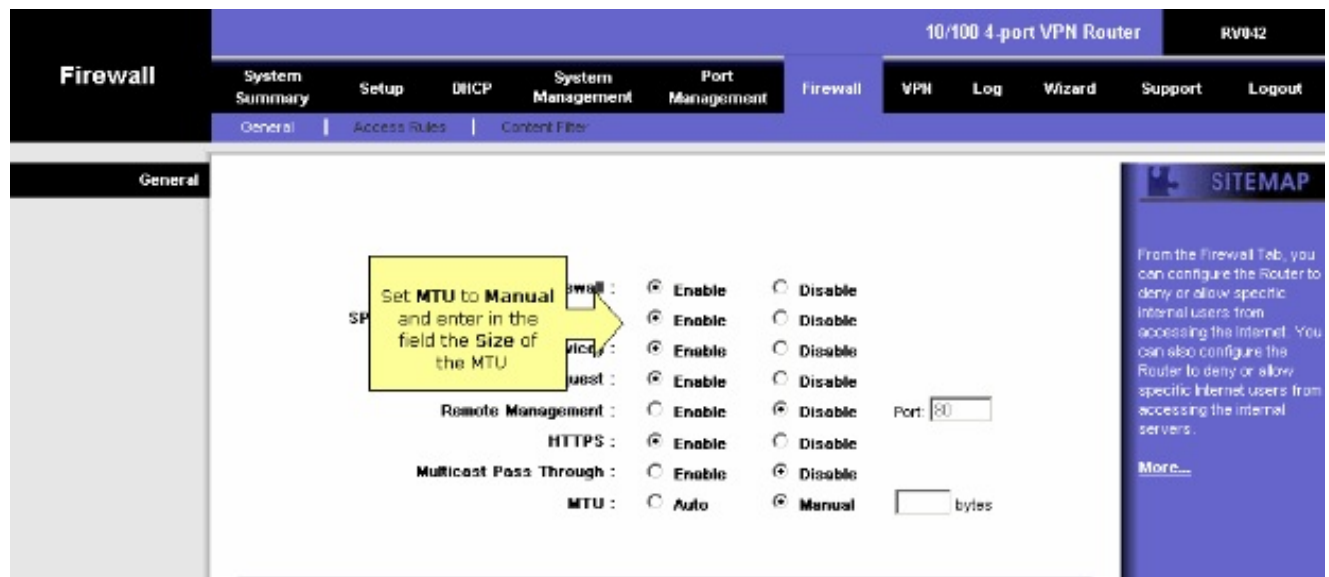 10/100 4-port VPN Router RV042
Firewall
System Summary Setup DHCP System Management Port Management Firewall VPN Log Wizard Support Logout
General | Access Rules | Content Filter
General
SITEMAP
From the Firewall Tab, you
can configure the Router to
deny or allow specific
internal users from
accessing the Internet. You
can also configure the
Router to deny or allow
specific Internet users from
accessing the internal
servers.
More...
Set MTU to Manual
and enter in the
field the Size of
the MTU
wall : Enable Disable
SP Enable Disable
vice) : Enable Disable
uest : Enable Disable
Remote Management : Enable Disable Port: 80
HTTPS : Enable Disable
Multicast Pass Through : Enable Disable
MTU : Auto Manual bytes